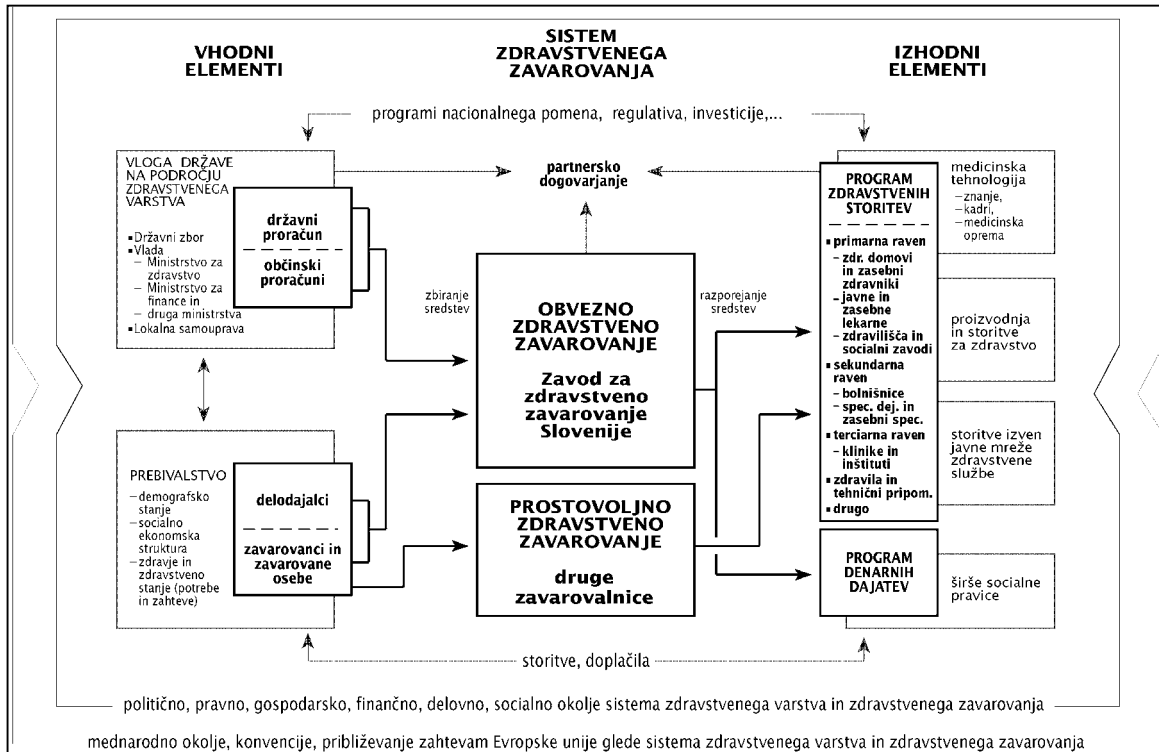 VHODNI
ELEMENTI
SISTEM
ZDRAVSTVENEGA
ZAVAROVANJA
IZHODNI
ELEMENTI
programi nacionalnega pomena, regulativa, investicije,...
VLOGA DRŽAVE
NA PODROČJU
ZDRAVSTVENEGA
VARSTVA
▪Državni zbor
▪Vlada
– Ministrstvo za
zdravstvo
– Ministrstvo za
finance in
– druga ministrstva
▪Lokalna samouprava
državni
proračun
občinski
proračuni
PREBIVALSTVO
–demografsko
stanje
–socialno
ekonomska
struktura
–zdravje in
zdravstveno
stanje (potrebe
in zahteve)
delodajalci
zavarovanci in
zavarovane
osebe
partnersko
dogovarjanje
zbiranje
sredstev
razporejanje
sredstev
OBVEZNO
ZDRAVSTVENO
ZAVAROVANJE
Zavod za
zdravstveno
zavarovanje
Slovenije
PROSTOVOLJNO
ZDRAVSTVENO
ZAVAROVANJE
druge
zavarovalnice
PROGRAM
ZDRAVSTVENIH
STORITEV
▪ primarna raven
–zdr. domovi
in zasebni
zdravniki
–javne in
zasebne
lekarne
–zdravilišča in
socialni zavodi
▪ sekundarna
raven
–bolnišnice
–spec. dej. in
zasebni spec.
▪ terciarna raven
–klinike in
inštituti
▪ zdravila in
tehnični pripom.
▪ drugo
PROGRAM
DENARNIH
DAJATEV
medicinska
tehnologija
–znanje,
–kadri,
–medicinska
oprema
proizvodnja
in storitve
za zdravstvo
storitve izven
javne mreže
zdravstvene
službe
širše socialne
pravice
storitve, doplačila
politično, pravno, gospodarsko, finančno, delovno, socialno okolje sistema zdravstvenega varstva in zdravstvenega zavarovanja
mednarodno okolje, konvencije, približevanje zahtevam Evropske unije glede sistema zdravstvenega varstva in zdravstvenega zavarovanja